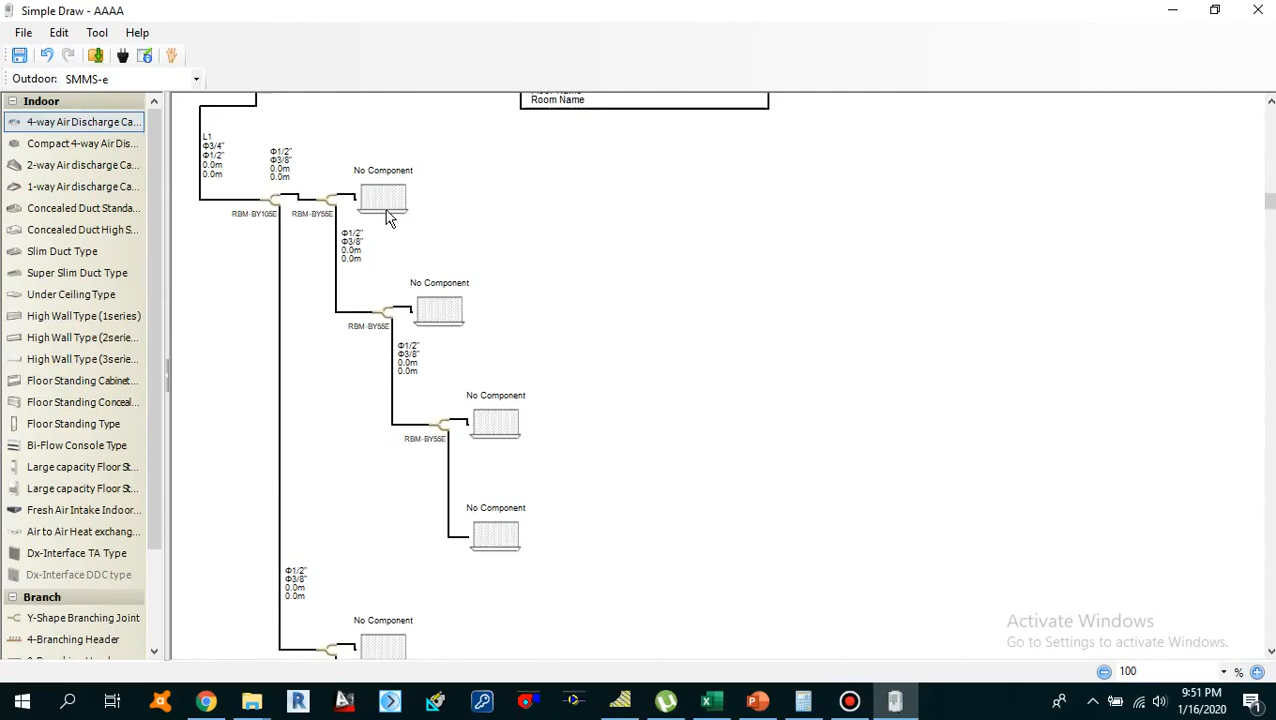 Simple Draw - AAAA
File Edit Tool Help
Outdoor: SMMS-e
Indoor
4-way Air Discharge Ca...
Compact 4-way Air Dis...
2-way Air discharge Ca...
1-way Air discharge Ca...
Concealed Duct Standa...
Concealed Duct High S...
Slim Duct Type
Super Slim Duct Type
Under Ceiling Type
High Wall Type (1series)
High Wall Type (2serie...
High Wall Type (3serie...
Floor Standing Cabinet...
Floor Standing Conceal...
Floor Standing Type
Bi-Flow Console Type
Large capacity Floor St...
Large capacity Floor St...
Fresh Air Intake Indoor...
Air to Air Heat exchang...
Dx-Interface TA Type
Dx-Interface DDC type
Branch
Y-Shape Branching Joint
4-Branching Header
Room Name
L1
Φ3/4"
Φ1/2"
0.0m
0.0m
Φ1/2"
Φ3/8"
0.0m
0.0m
No Component
RBM-BY105E
RBM-BY55E
Φ1/2"
Φ3/8"
0.0m
0.0m
No Component
RBM-BY55E
Φ1/2"
Φ3/8"
0.0m
0.0m
No Component
RBM-BY55E
No Component
Φ1/2"
Φ3/8"
0.0m
0.0m
No Component
Activate Windows
Go to Settings to activate Windows.
100 %
9:51 PM
1/16/2020